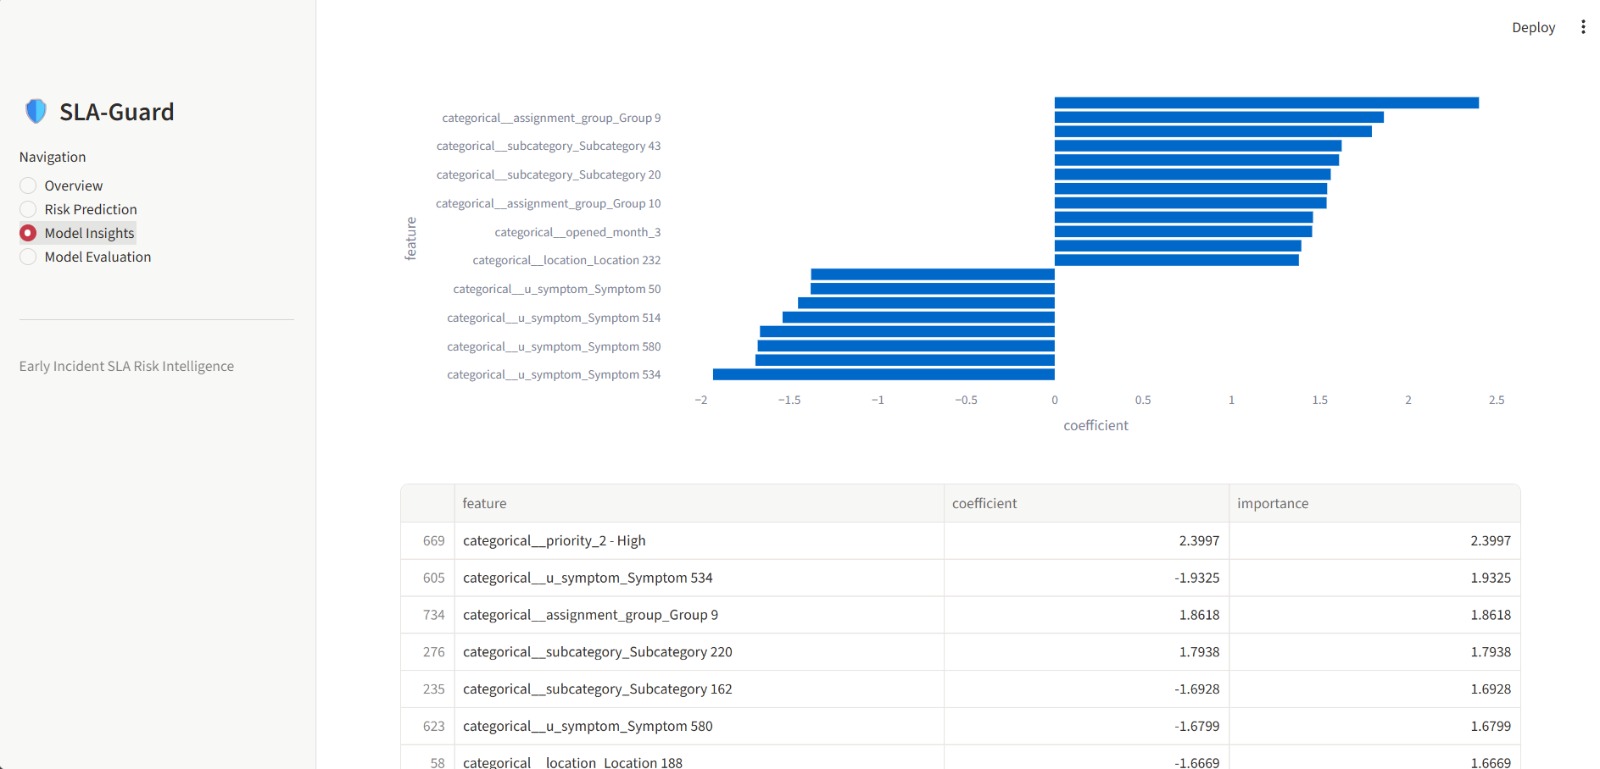 Deploy
SLA-Guard
Navigation
Overview
Risk Prediction
Model Insights
Model Evaluation
Early Incident SLA Risk Intelligence
feature
categorical__assignment_group_Group 9
categorical__subcategory_Subcategory 43
categorical__subcategory_Subcategory 20
categorical__assignment_group_Group 10
categorical__opened_month_3
categorical__location_Location 232
categorical__u_symptom_Symptom 50
categorical__u_symptom_Symptom 514
categorical__u_symptom_Symptom 580
categorical__u_symptom_Symptom 534
−2 −1.5 −1 −0.5 0 0.5 1 1.5 2 2.5
coefficient
feature coefficient importance
669 categorical__priority_2 - High 2.3997 2.3997
605 categorical__u_symptom_Symptom 534 -1.9325 1.9325
734 categorical__assignment_group_Group 9 1.8618 1.8618
276 categorical__subcategory_Subcategory 220 1.7938 1.7938
235 categorical__subcategory_Subcategory 162 -1.6928 1.6928
623 categorical__u_symptom_Symptom 580 -1.6799 1.6799
58 categorical__location_Location 188 -1.6669 1.6669